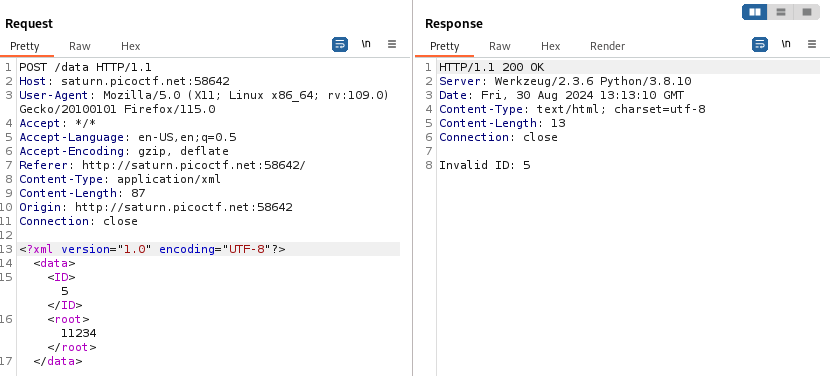 Request
Pretty Raw Hex
\n
1 POST /data HTTP/1.1
2 Host: saturn.picoctf.net:58642
3 User-Agent: Mozilla/5.0 (X11; Linux x86_64; rv:109.0)
Gecko/20100101 Firefox/115.0
4 Accept: */*
5 Accept-Language: en-US,en;q=0.5
6 Accept-Encoding: gzip, deflate
7 Referer: http://saturn.picoctf.net:58642/
8 Content-Type: application/xml
9 Content-Length: 87
10 Origin: http://saturn.picoctf.net:58642
11 Connection: close
12
13 <?xml version="1.0" encoding="UTF-8"?>
14 <data>
15 <ID>
5
</ID>
16 <root>
11234
</root>
17 </data>
Response
Pretty Raw Hex Render
\n
1 HTTP/1.1 200 OK
2 Server: Werkzeug/2.3.6 Python/3.8.10
3 Date: Fri, 30 Aug 2024 13:13:10 GMT
4 Content-Type: text/html; charset=utf-8
5 Content-Length: 13
6 Connection: close
7
8 Invalid ID: 5